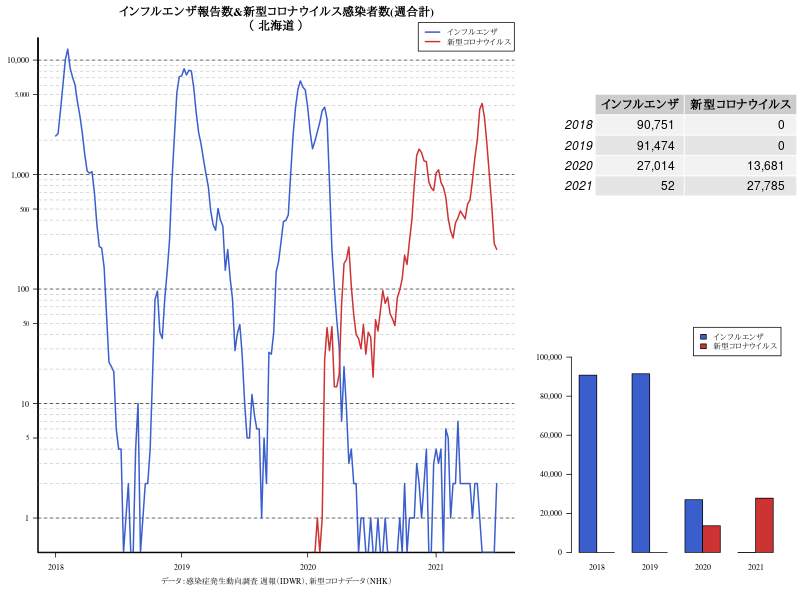 インフルエンザ報告数&新型コロナウイルス感染者数(週合計)
( 北海道 )
インフルエンザ
新型コロナウイルス
10,000
5,000
1,000
500
100
50
10
5
1
2018 2019 2020 2021
データ:感染症発生動向調査 週報(IDWR)、新型コロナデータ(NHK)
インフルエンザ 新型コロナウイルス
2018 90,751 0
2019 91,474 0
2020 27,014 13,681
2021 52 27,785
インフルエンザ
新型コロナウイルス
100,000
80,000
60,000
40,000
20,000
0
2018 2019 2020 2021